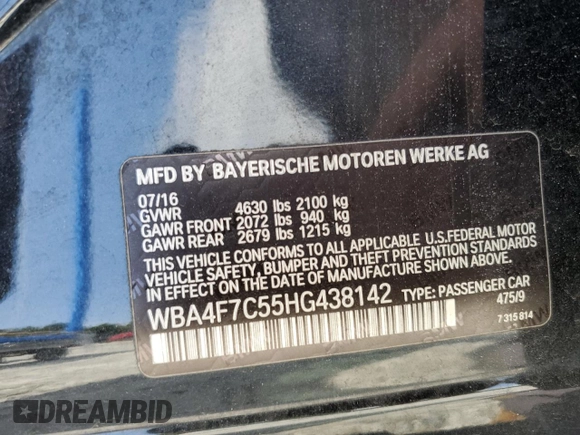 MFD BY BAYERISCHE MOTOREN WERKE AG
07/16
GVWR 4630 lbs 2100 kg
GAWR FRONT 2072 lbs 940 kg
GAWR REAR 2679 lbs 1215 kg
THIS VEHICLE CONFORMS TO ALL APPLICABLE U.S.FEDERAL MOTOR
VEHICLE SAFETY, BUMPER AND THEFT PREVENTION STANDARDS
IN EFFECT ON THE DATE OF MANUFACTURE SHOWN ABOVE.
WBA4F7C55HG438142 TYPE: PASSENGER CAR
475/9
7 315 814
DREAMBID